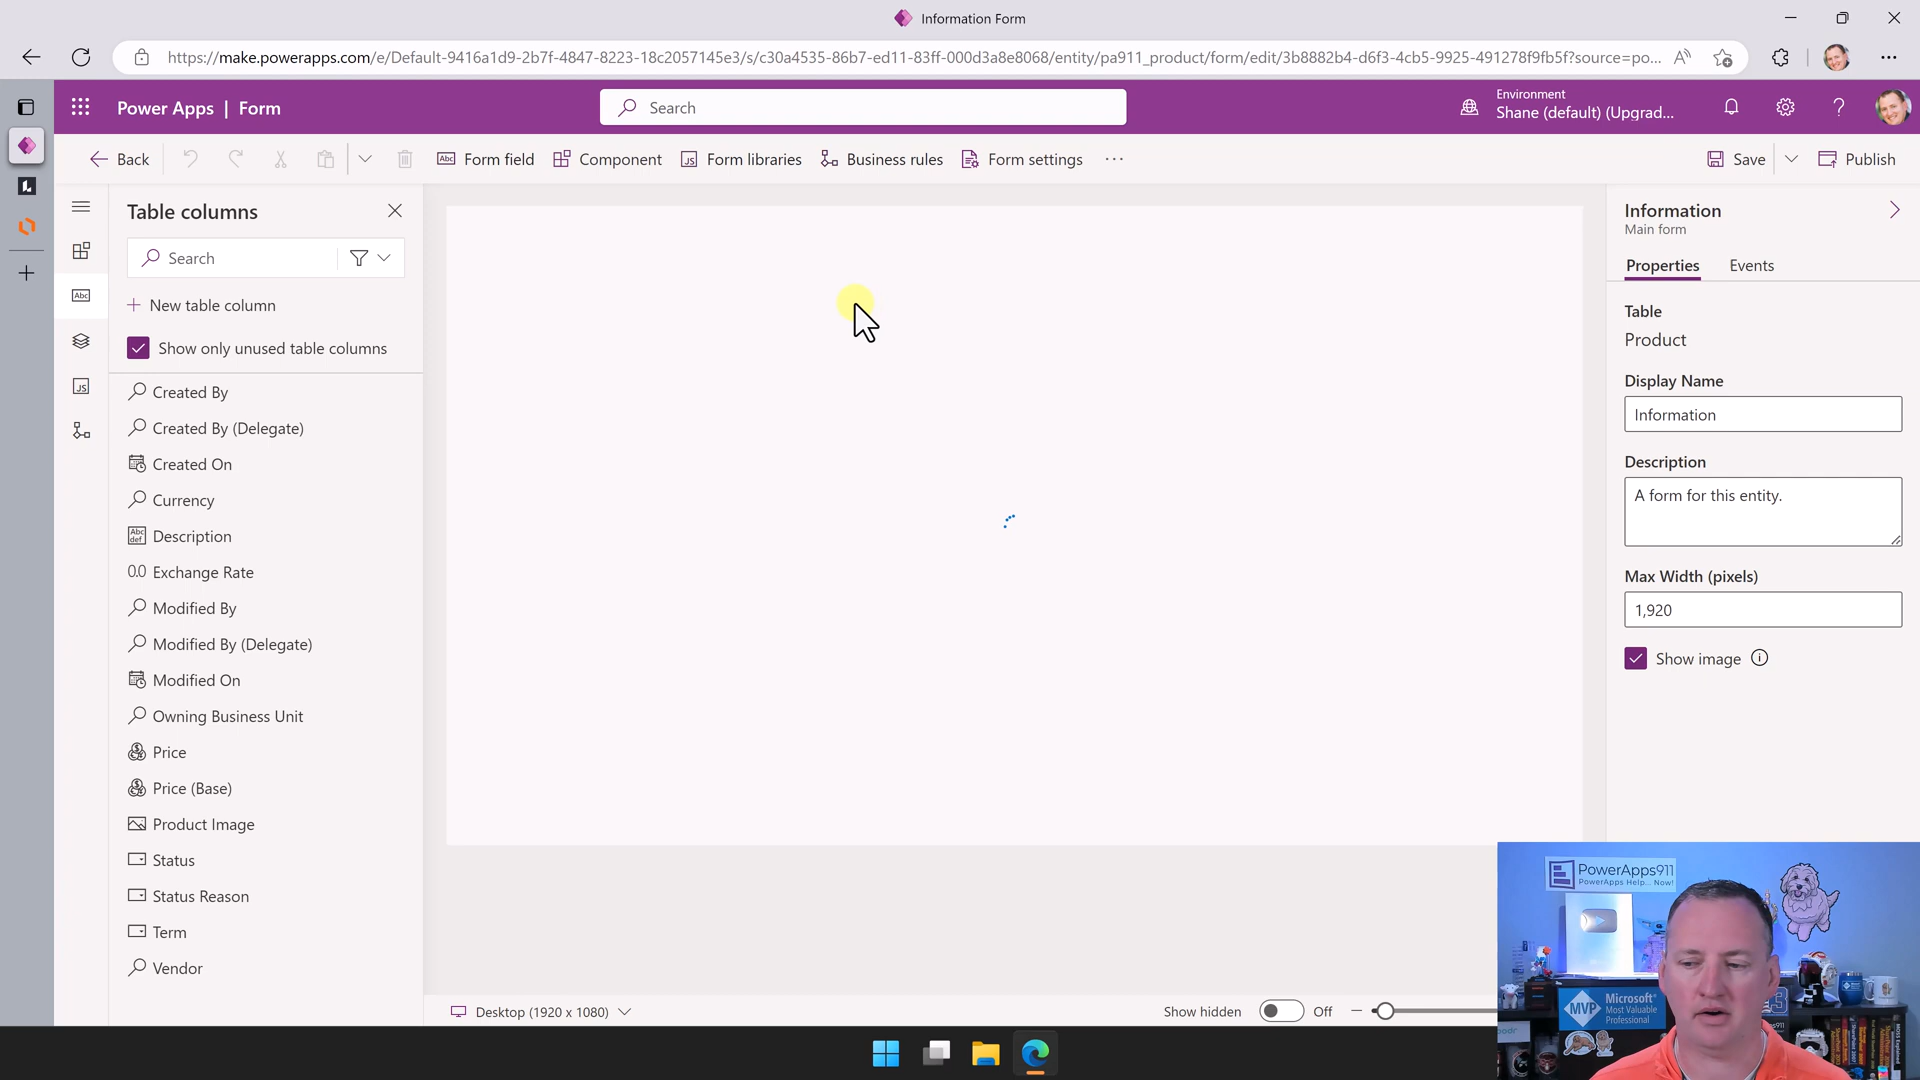 Information Form
https://make.powerapps.com/e/Default-9416a1d9-2b7f-4847-8223-18c2057145e3/s/c30a4535-86b7-ed11-83ff-000d3a8e8068/entity/pa911_product/form/edit/3b8882b4-d6f3-4cb5-9925-491278f9fb5f?source=po...
Power Apps | Form
Search
Environment
Shane (default) (Upgrad...
Back
Form field
Component
Form libraries
Business rules
Form settings
Save
Publish
Table columns
Search
New table column
Show only unused table columns
Created By
Created By (Delegate)
Created On
Currency
Description
Exchange Rate
Modified By
Modified By (Delegate)
Modified On
Owning Business Unit
Price
Price (Base)
Product Image
Status
Status Reason
Term
Vendor
Information
Main form
Properties
Events
Table
Product
Display Name
Information
Description
A form for this entity.
Max Width (pixels)
1,920
Show image
Desktop (1920 x 1080)
Show hidden
Off
PowerApps911
PowerApps Help... Now!
MVP
Microsoft
Most Valuable
Professional